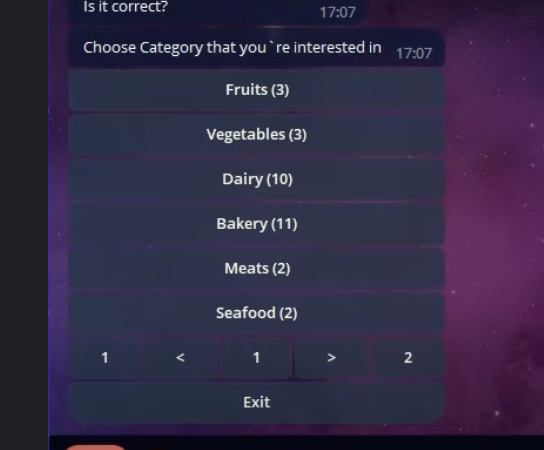 Is it correct?
17:07
Choose Category that you`re interested in
17:07
Fruits (3)
Vegetables (3)
Dairy (10)
Bakery (11)
Meats (2)
Seafood (2)
1 < 1 > 2
Exit